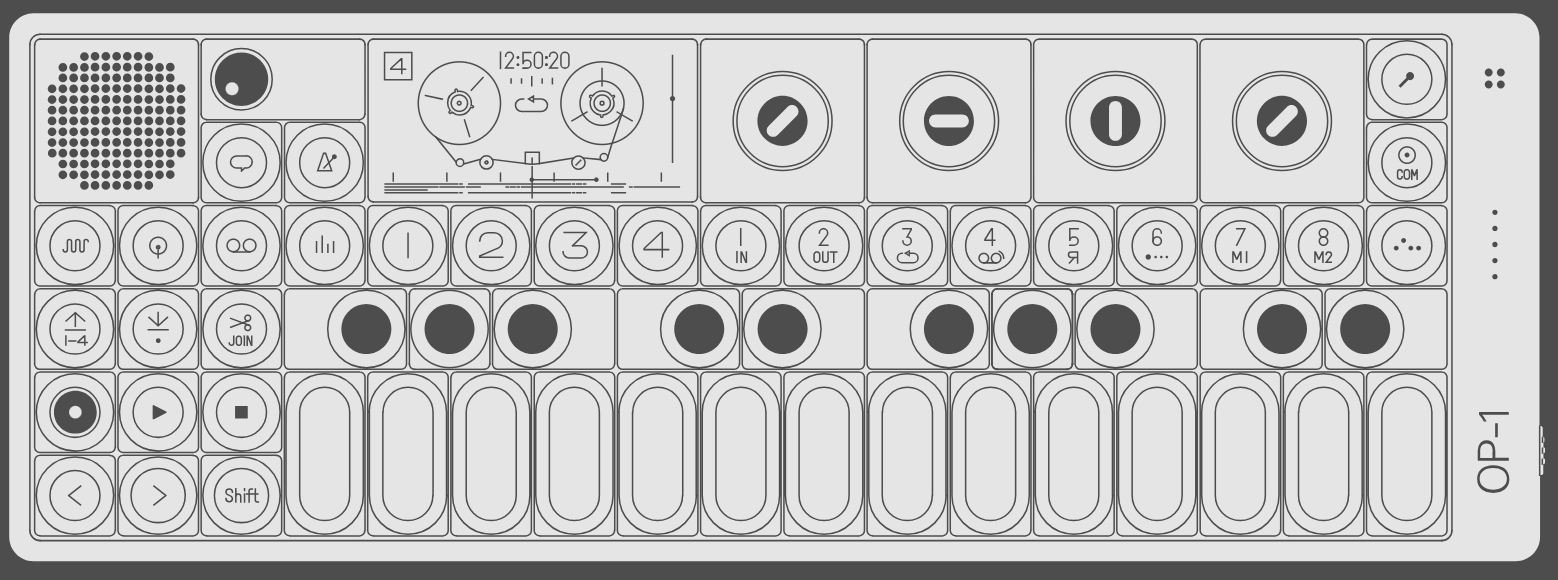 4
12:50:20
COM
1
2
3
4
1 IN
2 OUT
3
4
5 Я
6
7 M1
8 M2
1-4
JOIN
Shift
OP-1